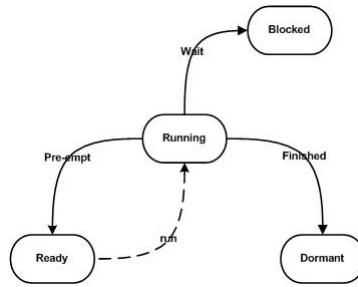 Blocked
Wait
Running
Pre-empt
Finished
run
Ready
Dormant